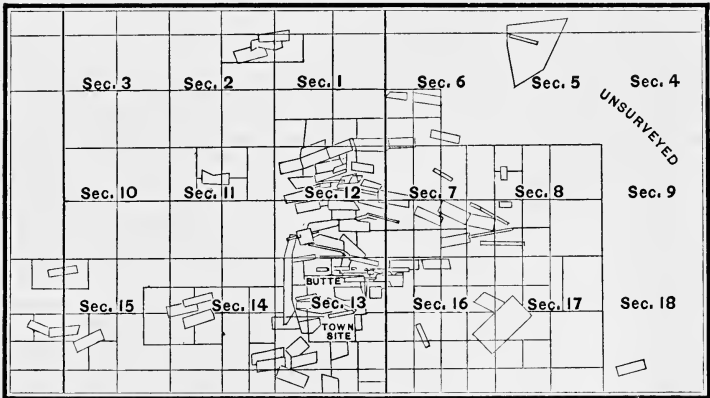 Sec. 3 Sec. 2 Sec. 1 Sec. 6 Sec. 5 Sec. 4
UNSURVEYED
Sec. 10 Sec. 11 Sec. 12 Sec. 7 Sec. 8 Sec. 9
BUTTE
Sec. 15 Sec. 14 Sec. 13 Sec. 16 Sec. 17 Sec. 18
TOWN
SITE